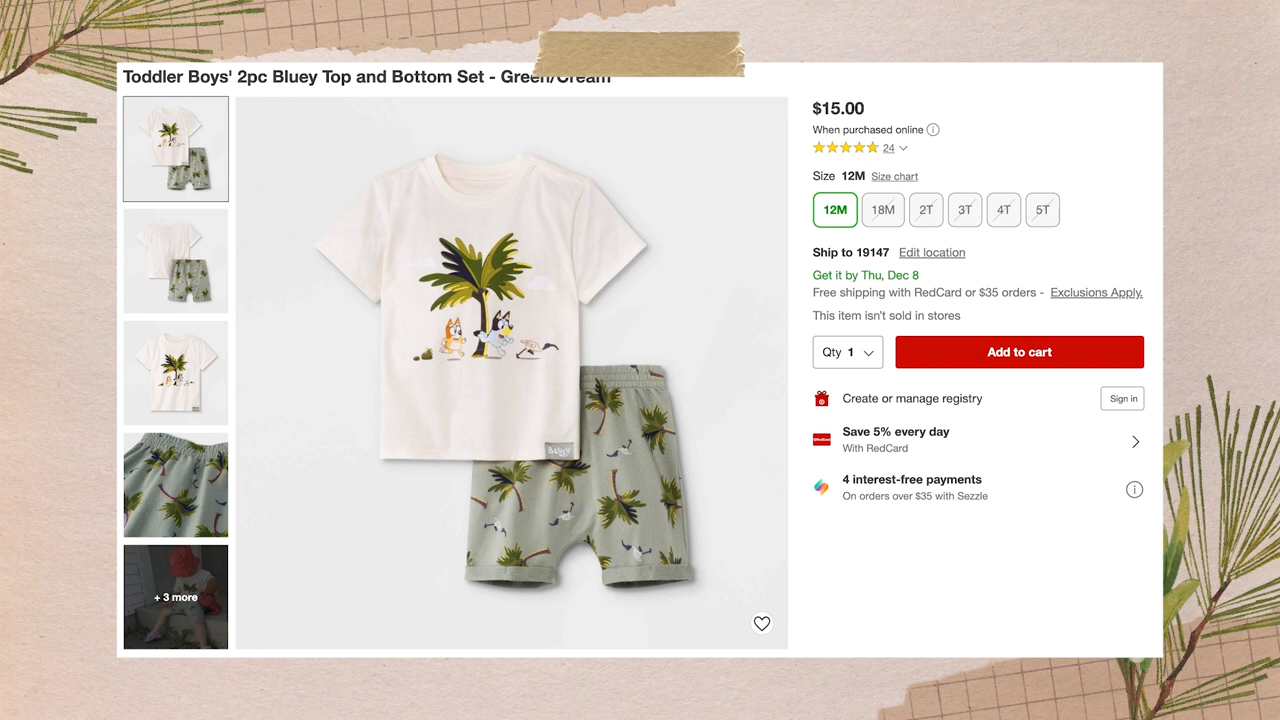 Toddler Boys' 2pc Bluey Top and Bottom Set - Green/Cream
$15.00
When purchased online
24
Size 12M Size chart
12M 18M 2T 3T 4T 5T
Ship to 19147 Edit location
Get it by Thu, Dec 8
Free shipping with RedCard or $35 orders - Exclusions Apply.
This item isn't sold in stores
Qty 1 Add to cart
Create or manage registry Sign in
Save 5% every day
With RedCard
4 interest-free payments
On orders over $35 with Sezzle
BLUEY
+ 3 more